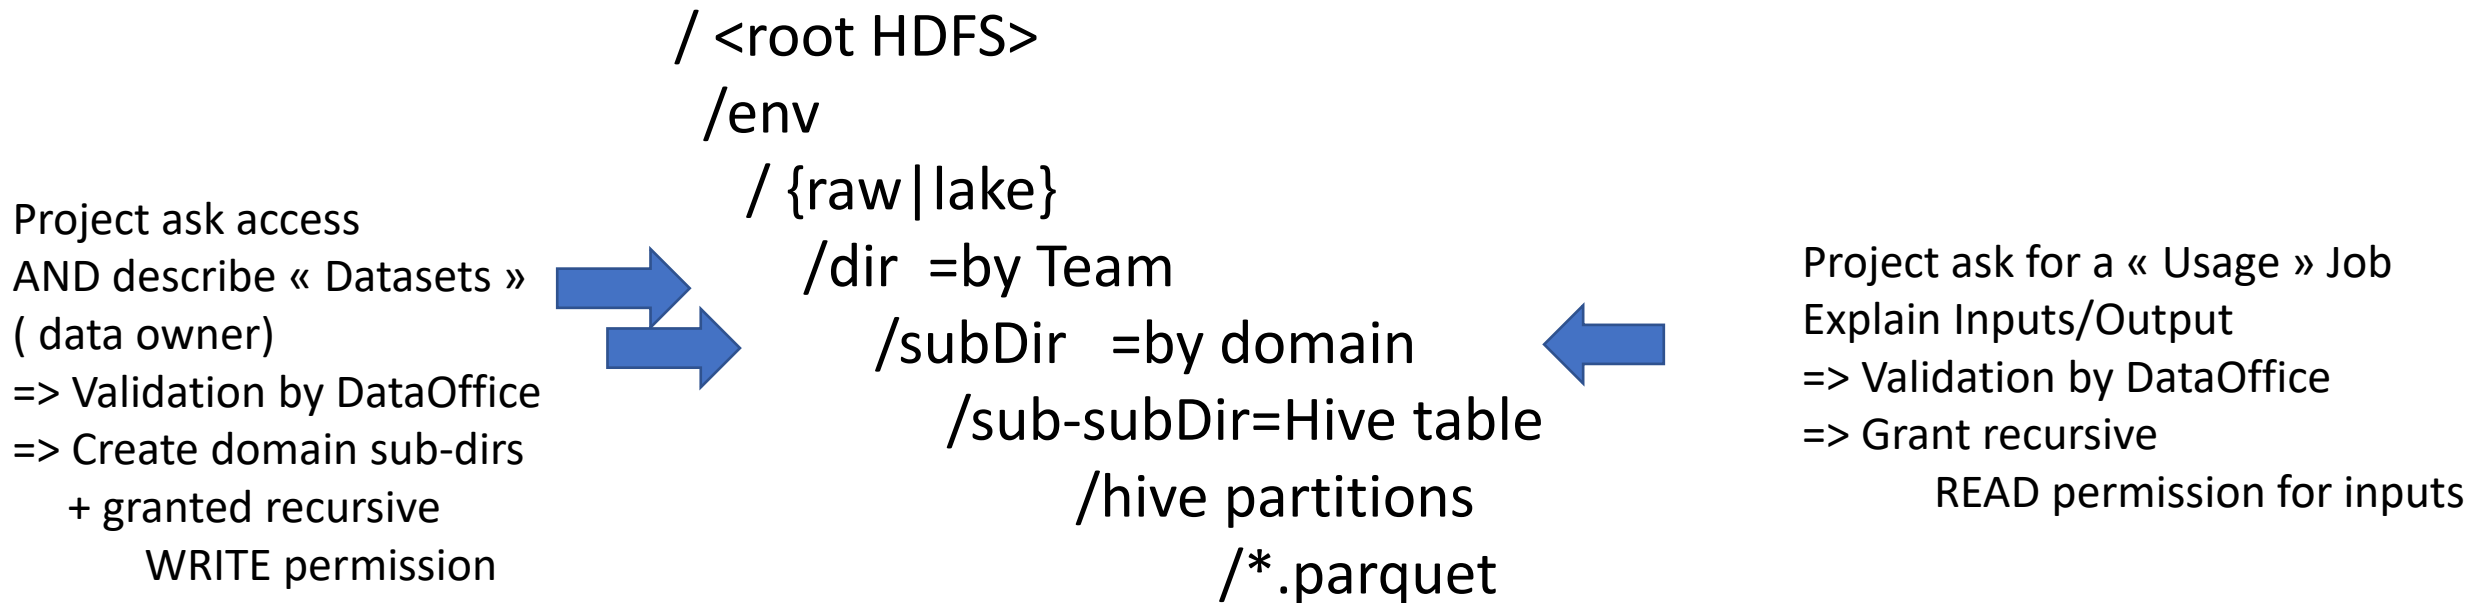 / <root HDFS>
/env
/ {raw|lake}
/dir =by Team
/subDir =by domain
/sub-subDir=Hive table
/hive partitions
/*.parquet
Project ask access
AND describe « Datasets »
( data owner)
=> Validation by DataOffice
=> Create domain sub-dirs
+ granted recursive
WRITE permission
Project ask for a « Usage » Job
Explain Inputs/Output
=> Validation by DataOffice
=> Grant recursive
READ permission for inputs